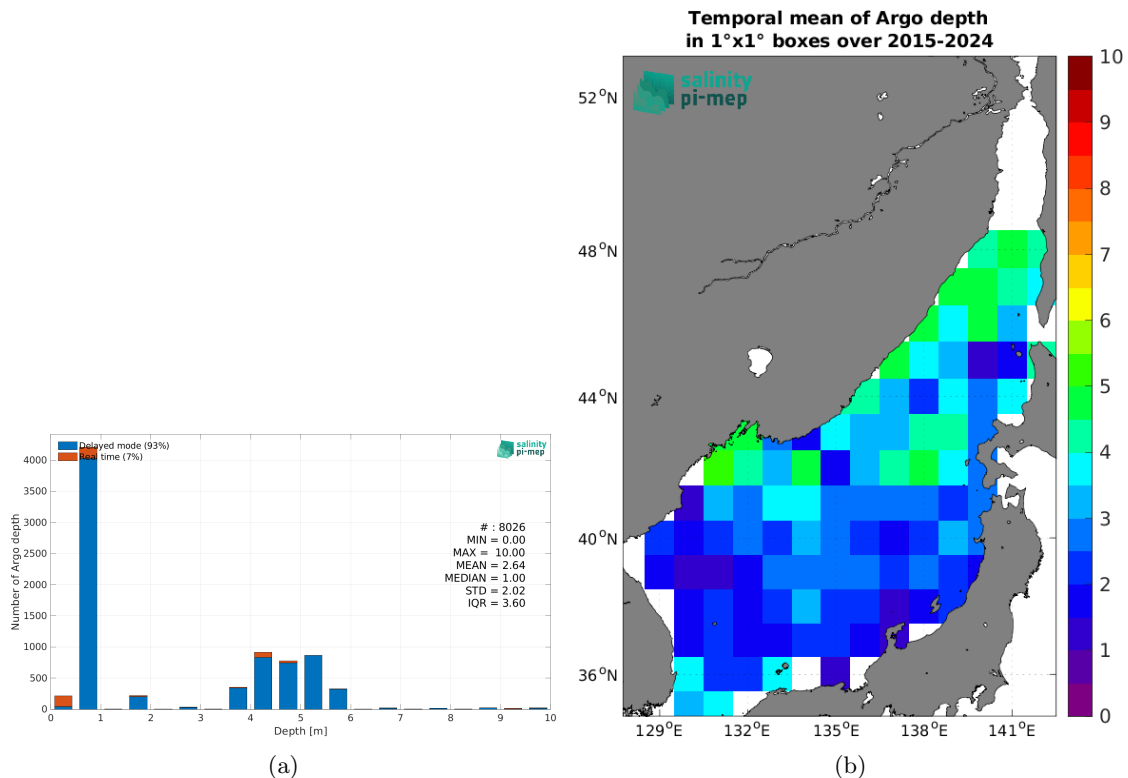 Temporal mean of Argo depth
in 1°x1° boxes over 2015-2024
salinity
pi-mep
52°N
48°N
44°N
40°N
36°N
129°E
132°E
135°E
138°E
141°E
10
9
8
7
6
5
4
3
2
1
0
Delayed mode (93%)
Real time (7%)
salinity
pi-mep
# : 8026
MIN = 0.00
MAX = 10.00
MEAN = 2.64
MEDIAN = 1.00
STD = 2.02
IQR = 3.60
Number of Argo depth
4000
3500
3000
2500
2000
1500
1000
500
0
0 1 2 3 4 5 6 7 8 9 10
Depth [m]
(a)
(b)